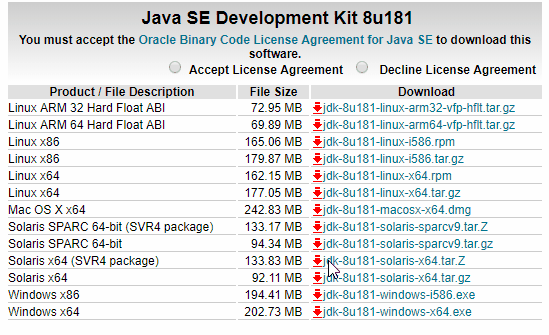 Java SE Development Kit 8u181
You must accept the Oracle Binary Code License Agreement for Java SE to download this
software.
Accept License Agreement Decline License Agreement
Product / File Description File Size Download
Linux ARM 32 Hard Float ABI 72.95 MB jdk-8u181-linux-arm32-vfp-hflt.tar.gz
Linux ARM 64 Hard Float ABI 69.89 MB jdk-8u181-linux-arm64-vfp-hflt.tar.gz
Linux x86 165.06 MB jdk-8u181-linux-i586.rpm
Linux x86 179.87 MB jdk-8u181-linux-i586.tar.gz
Linux x64 162.15 MB jdk-8u181-linux-x64.rpm
Linux x64 177.05 MB jdk-8u181-linux-x64.tar.gz
Mac OS X x64 242.83 MB jdk-8u181-macosx-x64.dmg
Solaris SPARC 64-bit (SVR4 package) 133.17 MB jdk-8u181-solaris-sparcv9.tar.Z
Solaris SPARC 64-bit 94.34 MB jdk-8u181-solaris-sparcv9.tar.gz
Solaris x64 (SVR4 package) 133.83 MB jdk-8u181-solaris-x64.tar.Z
Solaris x64 92.11 MB jdk-8u181-solaris-x64.tar.gz
Windows x86 194.41 MB jdk-8u181-windows-i586.exe
Windows x64 202.73 MB jdk-8u181-windows-x64.exe